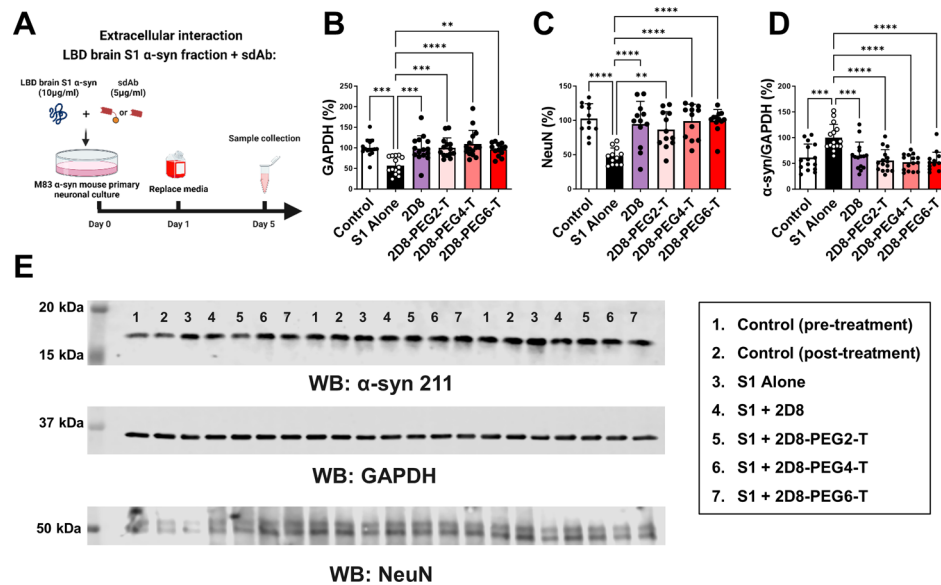 A
Extracellular interaction
LBD brain S1 α-syn fraction + sdAb:
LBD brain S1 α-syn
(10µg/ml)
sdAb
(5µg/ml)
+
or
Sample collection
M83 α-syn mouse primary
neuronal culture
Replace media
Day 0
Day 1
Day 5
B
GAPDH (%)
250
200
150
100
50
0
**
****
***
***
***
Control
S1 Alone
2D8
2D8-PEG2-T
2D8-PEG4-T
2D8-PEG6-T
C
NeuN (%)
150
100
50
0
****
****
****
****
**
Control
S1 Alone
2D8
2D8-PEG2-T
2D8-PEG4-T
2D8-PEG6-T
D
α-syn/GAPDH (%)
200
150
100
50
0
****
****
****
***
***
Control
S1 Alone
2D8
2D8-PEG2-T
2D8-PEG4-T
2D8-PEG6-T
E
20 kDa
15 kDa
1 2 3 4 5 6 7 1 2 3 4 5 6 7 1 2 3 4 5 6 7
WB: α-syn 211
37 kDa
WB: GAPDH
50 kDa
WB: NeuN
1. Control (pre-treatment)
2. Control (post-treatment)
3. S1 Alone
4. S1 + 2D8
5. S1 + 2D8-PEG2-T
6. S1 + 2D8-PEG4-T
7. S1 + 2D8-PEG6-T